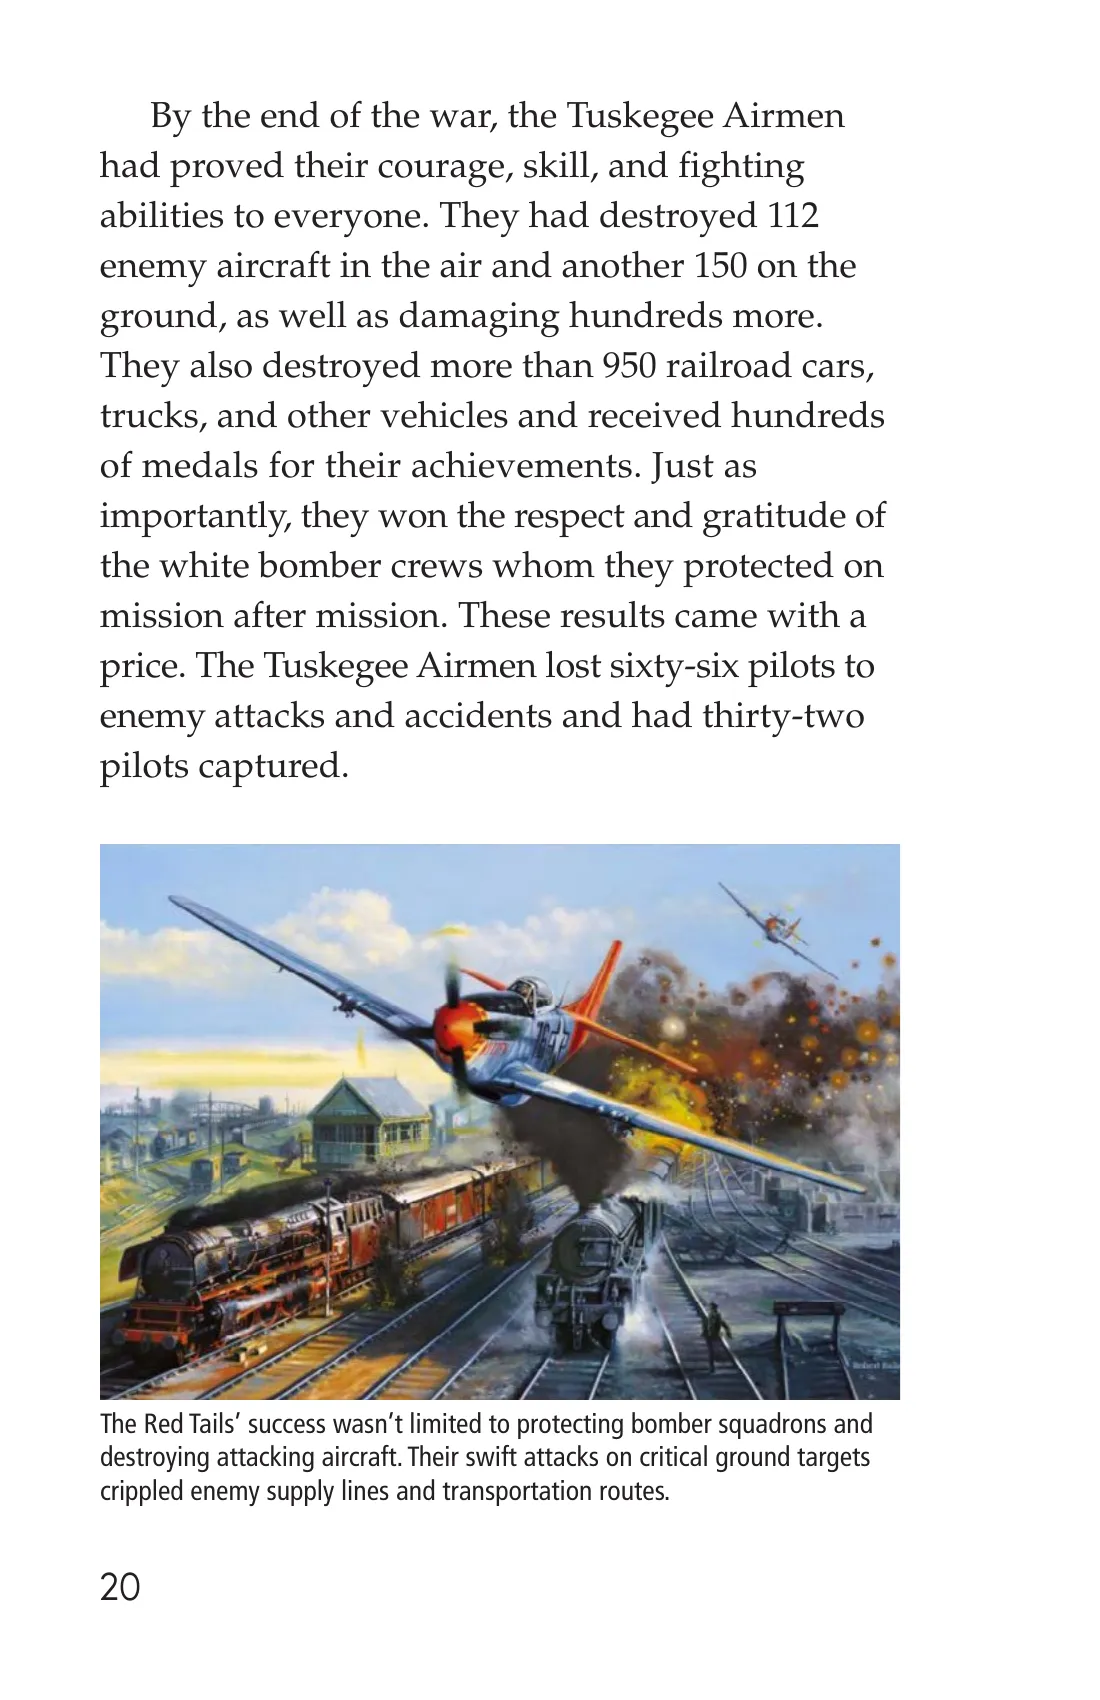 By the end of the war, the Tuskegee Airmen
had proved their courage, skill, and fighting
abilities to everyone. They had destroyed 112
enemy aircraft in the air and another 150 on the
ground, as well as damaging hundreds more.
They also destroyed more than 950 railroad cars,
trucks, and other vehicles and received hundreds
of medals for their achievements. Just as
importantly, they won the respect and gratitude of
the white bomber crews whom they protected on
mission after mission. These results came with a
price. The Tuskegee Airmen lost sixty-six pilots to
enemy attacks and accidents and had thirty-two
pilots captured.
The Red Tails’ success wasn’t limited to protecting bomber squadrons and
destroying attacking aircraft. Their swift attacks on critical ground targets
crippled enemy supply lines and transportation routes.
20